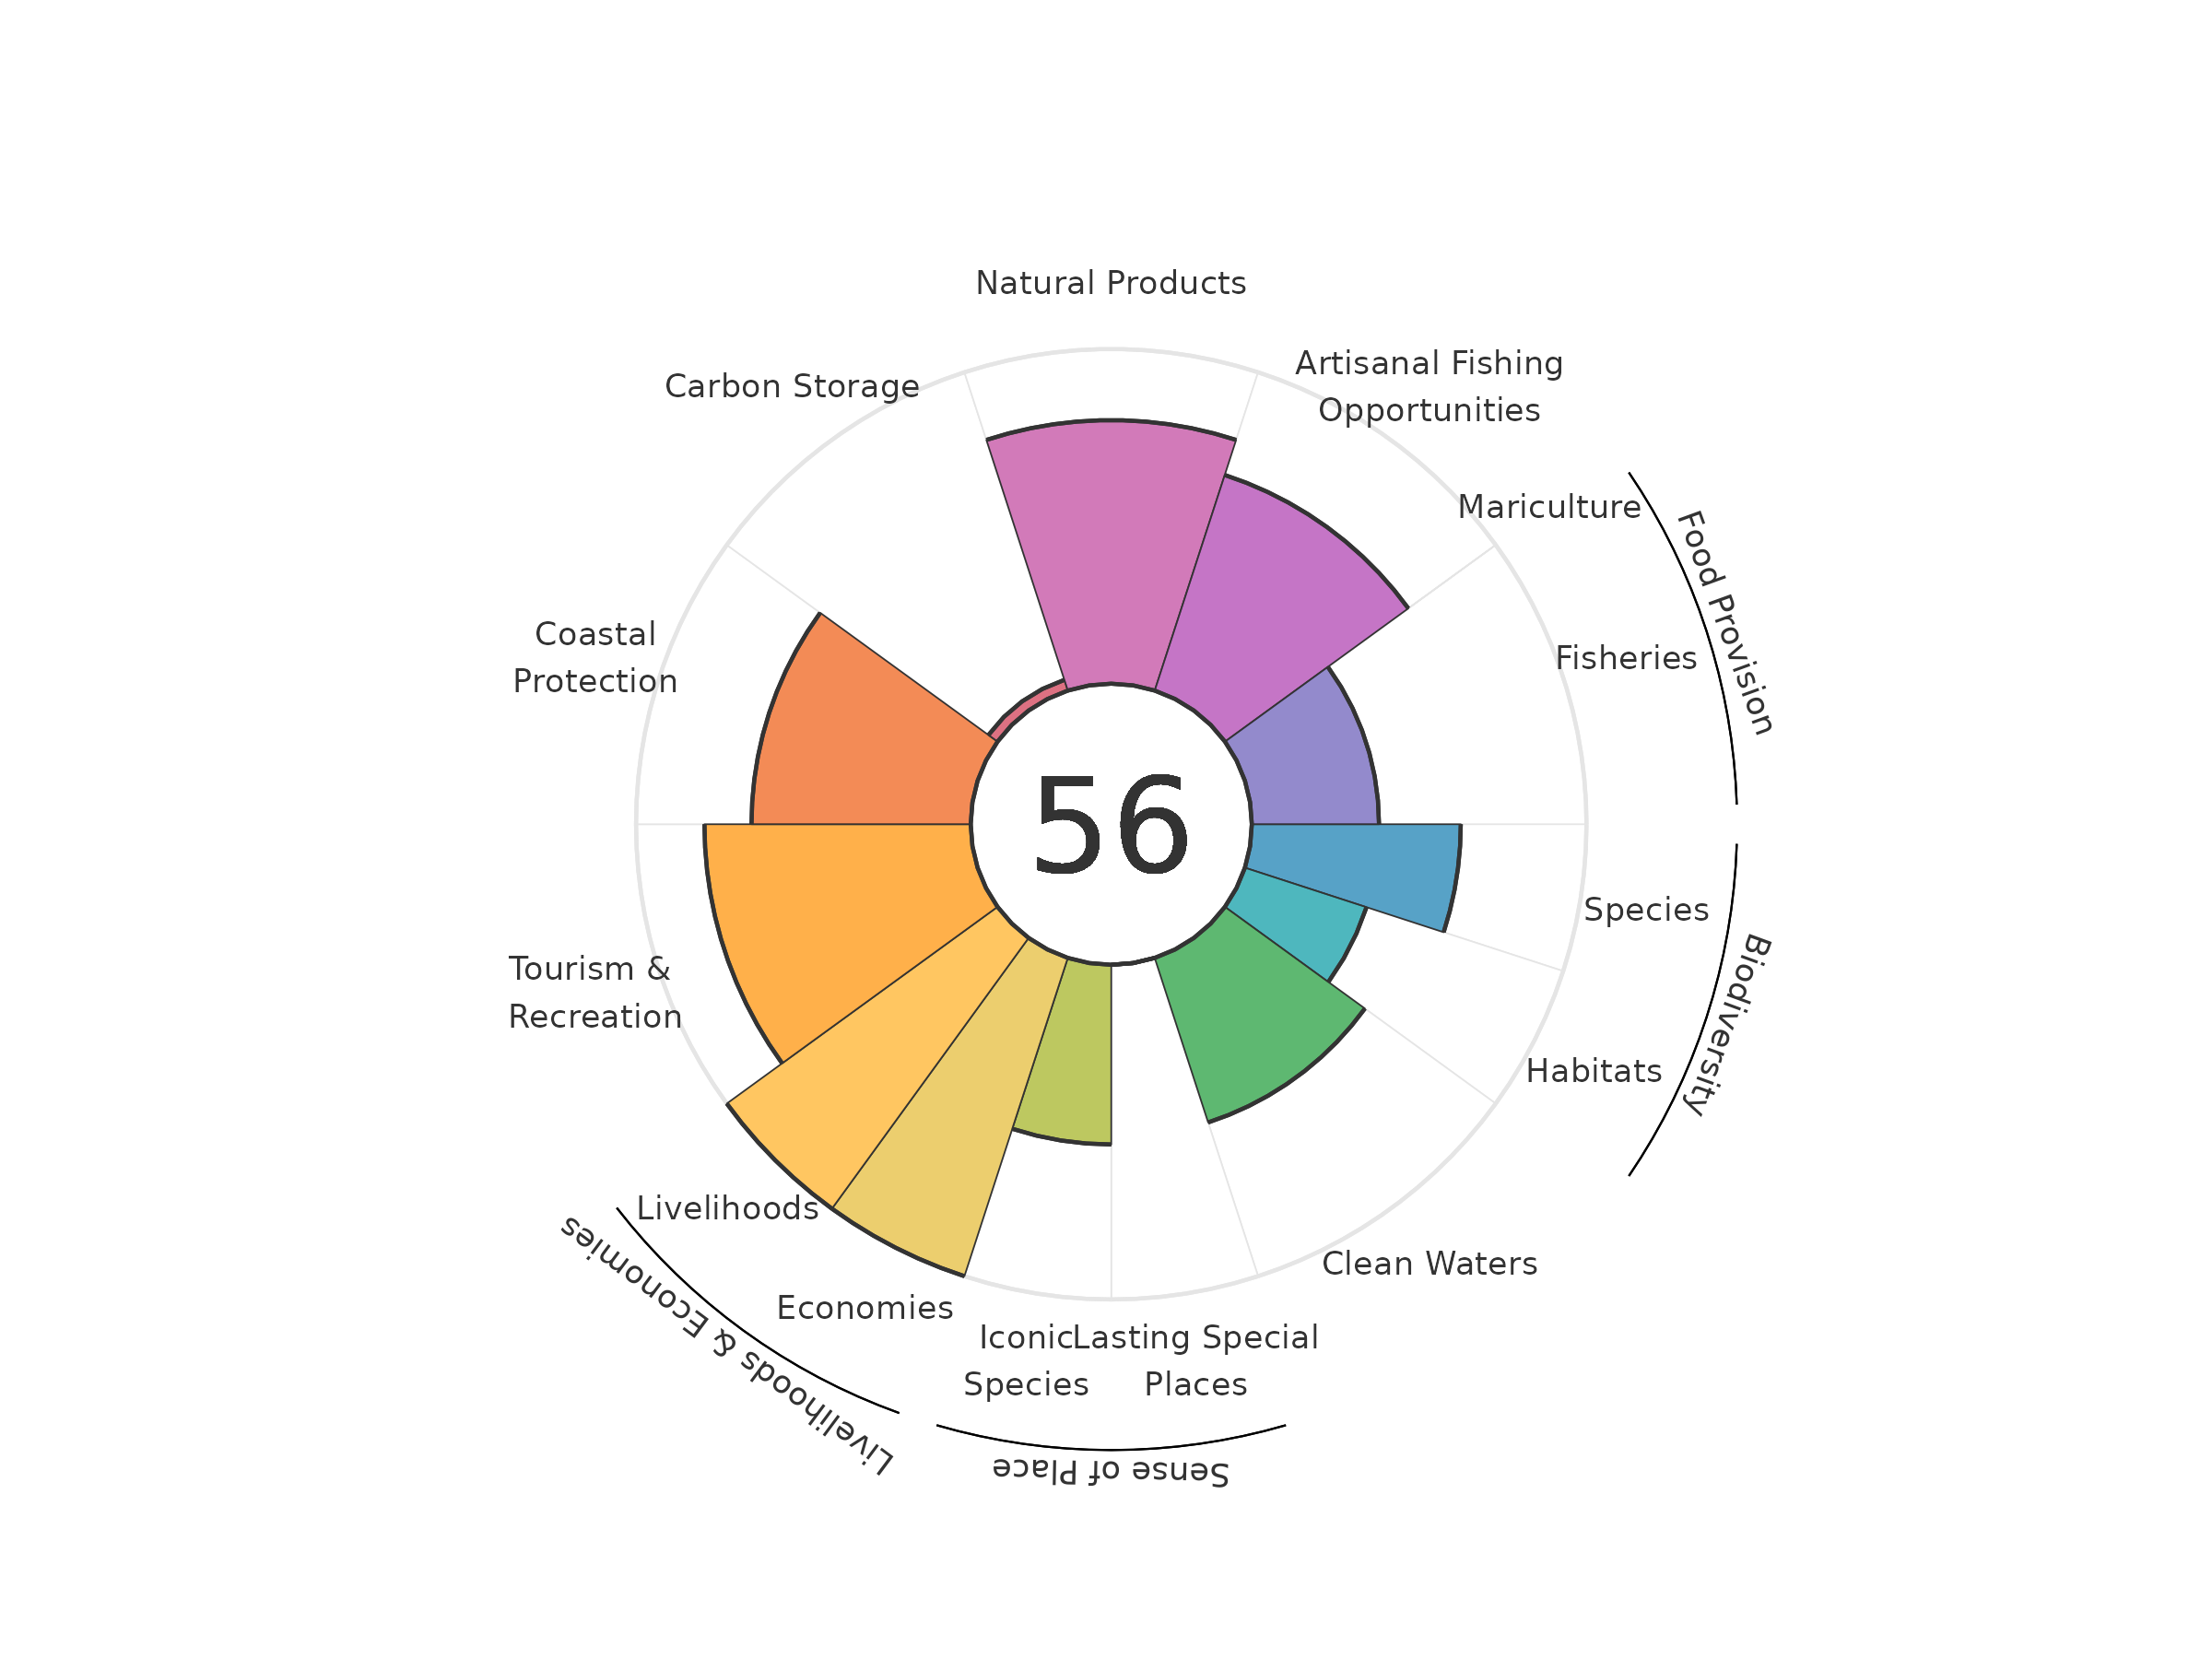 Natural Products
Artisanal Fishing
Opportunities
Carbon Storage
Mariculture
Food Provision
Coastal
Protection
Fisheries
56
Species
Biodiversity
Tourism &
Recreation
Habitats
Livelihoods
Clean Waters
Livelihoods & Economies
Economies
Iconic
Species
Lasting Special
Places
Sense of Place